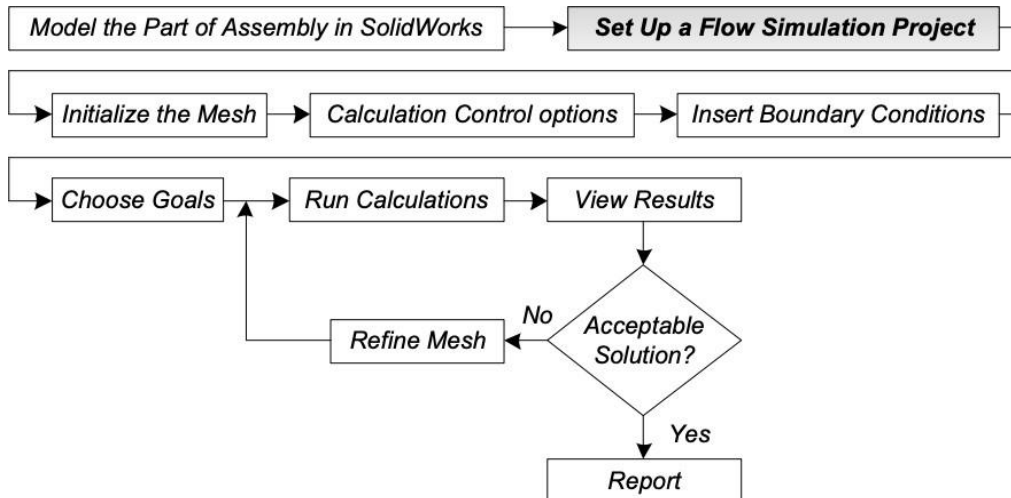 Model the Part of Assembly in SolidWorks
Set Up a Flow Simulation Project
Initialize the Mesh
Calculation Control options
Insert Boundary Conditions
Choose Goals
Run Calculations
View Results
No
Refine Mesh
Acceptable
Solution?
Yes
Report